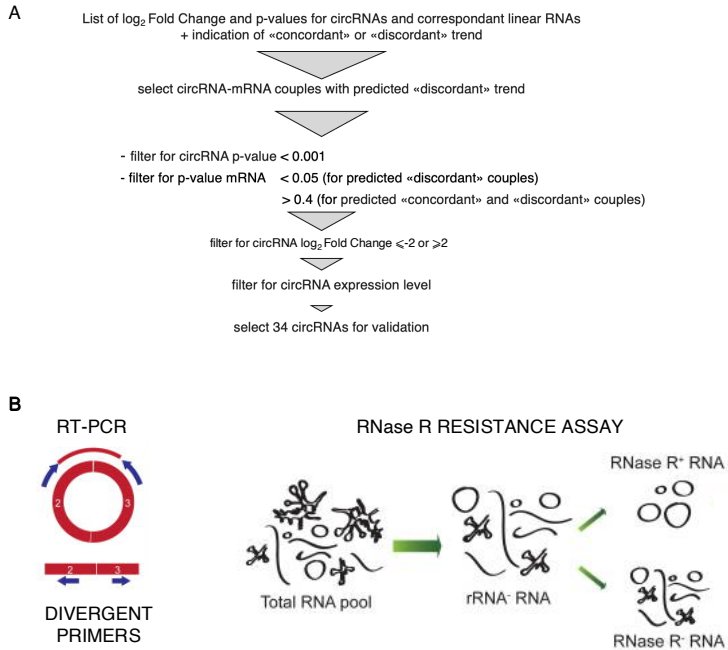 A
List of log₂ Fold Change and p-values for circRNAs and correspondant linear RNAs
+ indication of «concordant» or «discordant» trend
select circRNA-mRNA couples with predicted «discordant» trend
- filter for circRNA p-value < 0.001
- filter for p-value mRNA < 0.05 (for predicted «discordant» couples)
> 0.4 (for predicted «concordant» and «discordant» couples)
filter for circRNA log₂ Fold Change ⩽-2 or ⩾2
filter for circRNA expression level
select 34 circRNAs for validation
B
RT-PCR
2 3
2 3
DIVERGENT
PRIMERS
RNase R RESISTANCE ASSAY
Total RNA pool
rRNA⁻ RNA
RNase R⁺ RNA
RNase R⁻ RNA